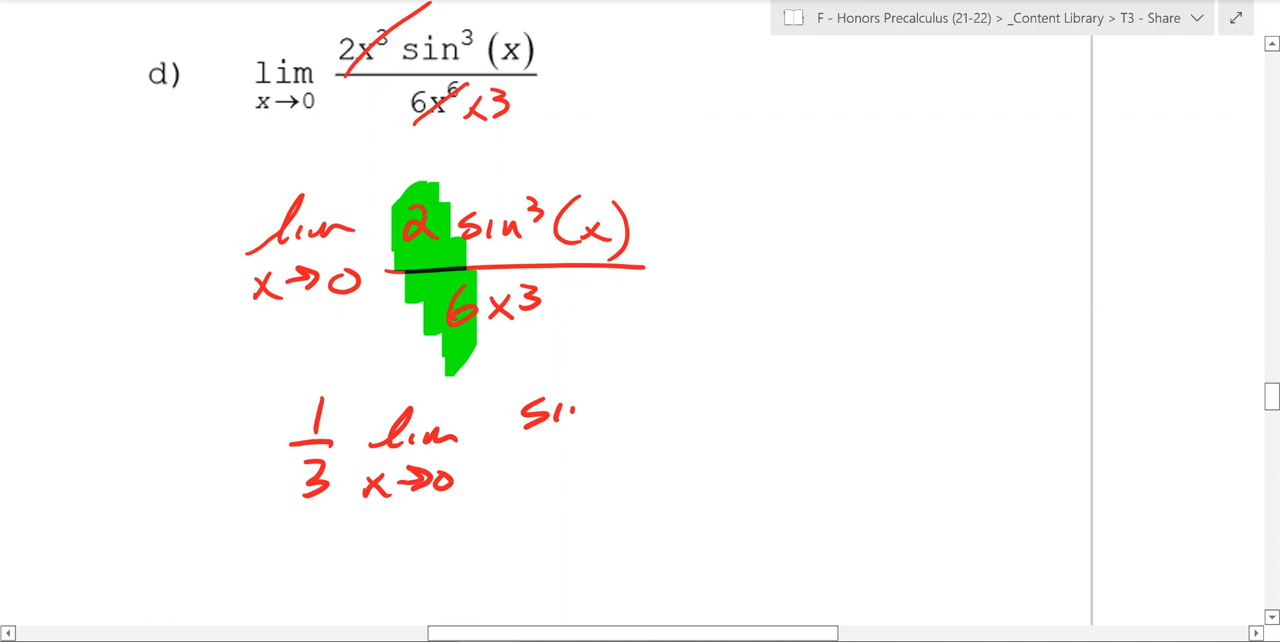 F - Honors Precalculus (21-22) > _Content Library > T3 - Share
d) lim x→0 2x³ sin³ (x) / 6x⁶ x3
lim x→0 2 sin³ (x) / 6x³
1/3 lim x→0 si